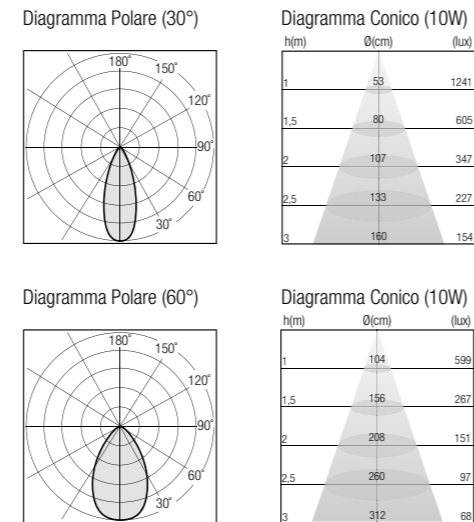 Diagramma Polare (30°)
180°
150°
120°
90°
60°
30°
Diagramma Conico (10W)
h(m) Ø(cm) (lux)
1 53 1241
1,5 80 605
2 107 347
2,5 133 227
3 160 154
Diagramma Polare (60°)
180°
150°
120°
90°
60°
30°
Diagramma Conico (10W)
h(m) Ø(cm) (lux)
1 104 599
1,5 156 267
2 208 151
2,5 260 97
3 312 68